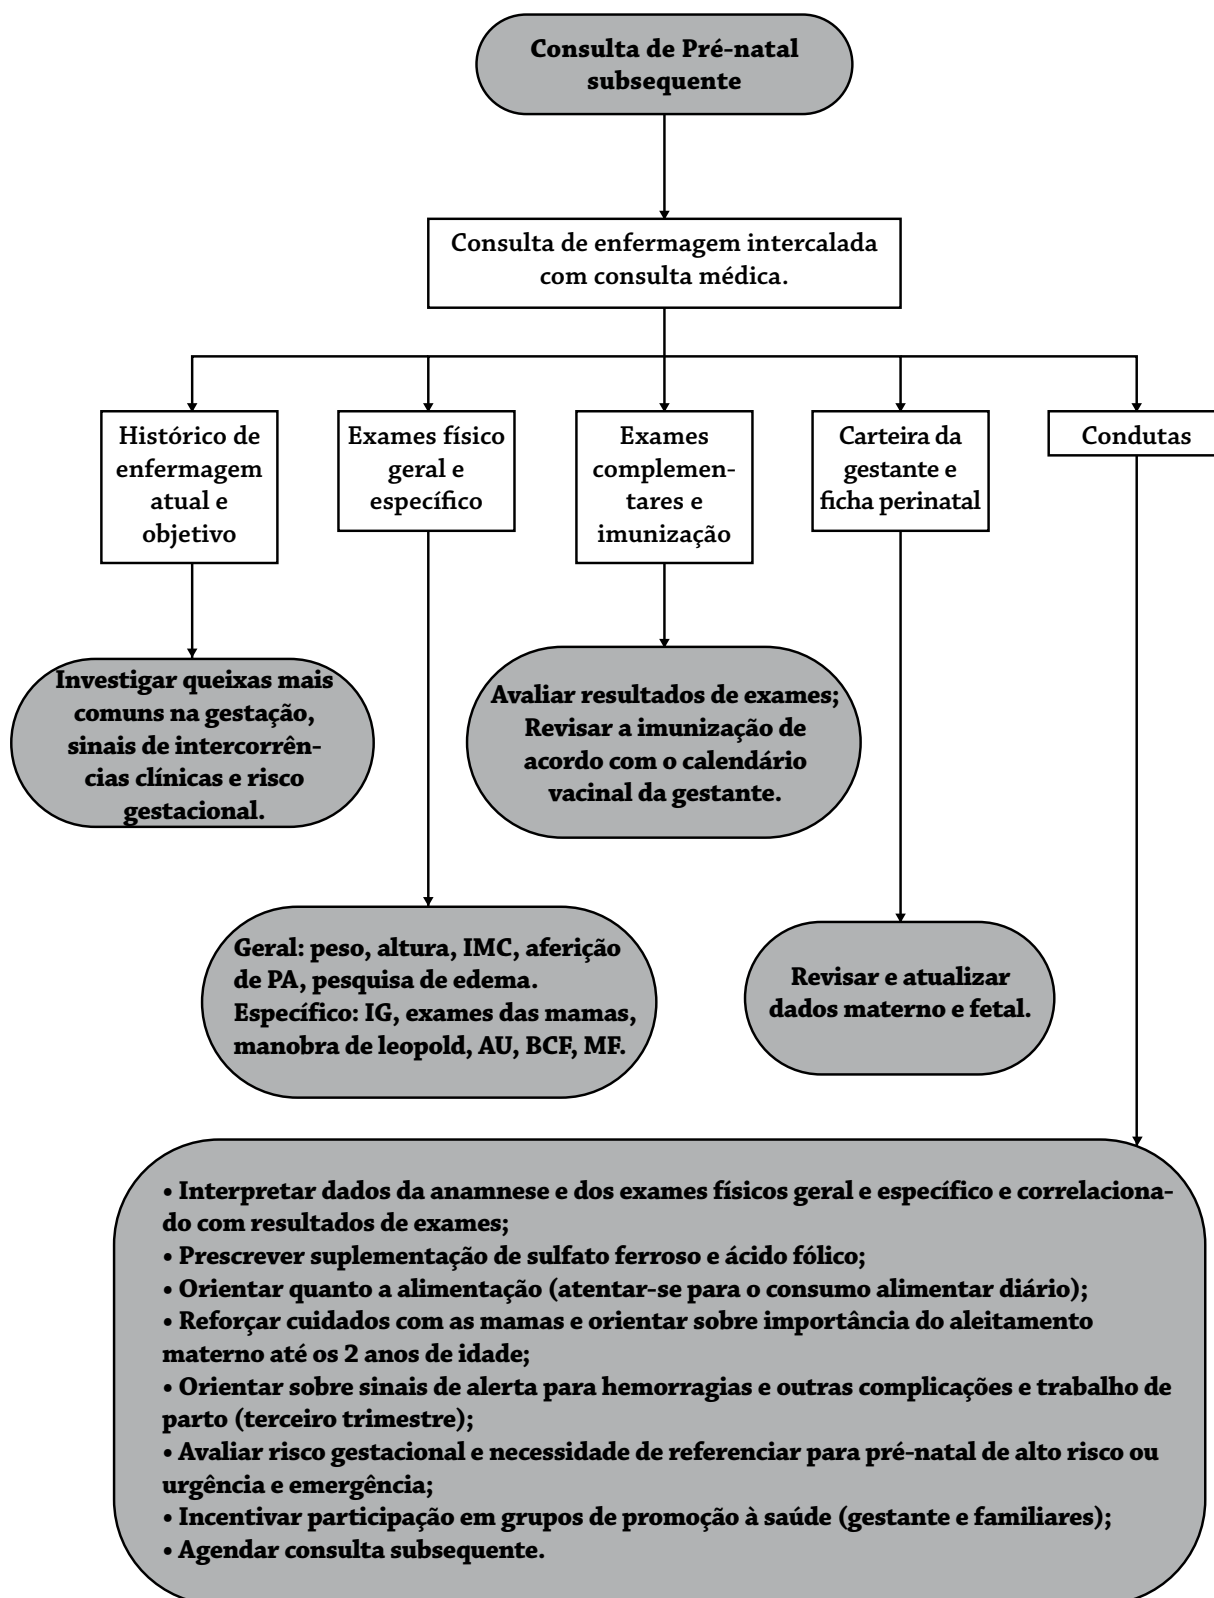 Consulta de Pré-natal
subsequente
Consulta de enfermagem intercalada
com consulta médica.
Histórico de
enfermagem
atual e
objetivo
Exames físico
geral e
específico
Exames
complemen-
tares e
imunização
Carteira da
gestante e
ficha perinatal
Condutas
Investigar queixas mais
comuns na gestação,
sinais de intercorrên-
cias clínicas e risco
gestacional.
Avaliar resultados de exames;
Revisar a imunização de
acordo com o calendário
vacinal da gestante.
Geral: peso, altura, IMC, aferição
de PA, pesquisa de edema.
Específico: IG, exames das mamas,
manobra de leopold, AU, BCF, MF.
Revisar e atualizar
dados materno e fetal.
• Interpretar dados da anamnese e dos exames físicos geral e específico e correlaciona-
do com resultados de exames;
• Prescrever suplementação de sulfato ferroso e ácido fólico;
• Orientar quanto a alimentação (atentar-se para o consumo alimentar diário);
• Reforçar cuidados com as mamas e orientar sobre importância do aleitamento
materno até os 2 anos de idade;
• Orientar sobre sinais de alerta para hemorragias e outras complicações e trabalho de
parto (terceiro trimestre);
• Avaliar risco gestacional e necessidade de referenciar para pré-natal de alto risco ou
urgência e emergência;
• Incentivar participação em grupos de promoção à saúde (gestante e familiares);
• Agendar consulta subsequente.